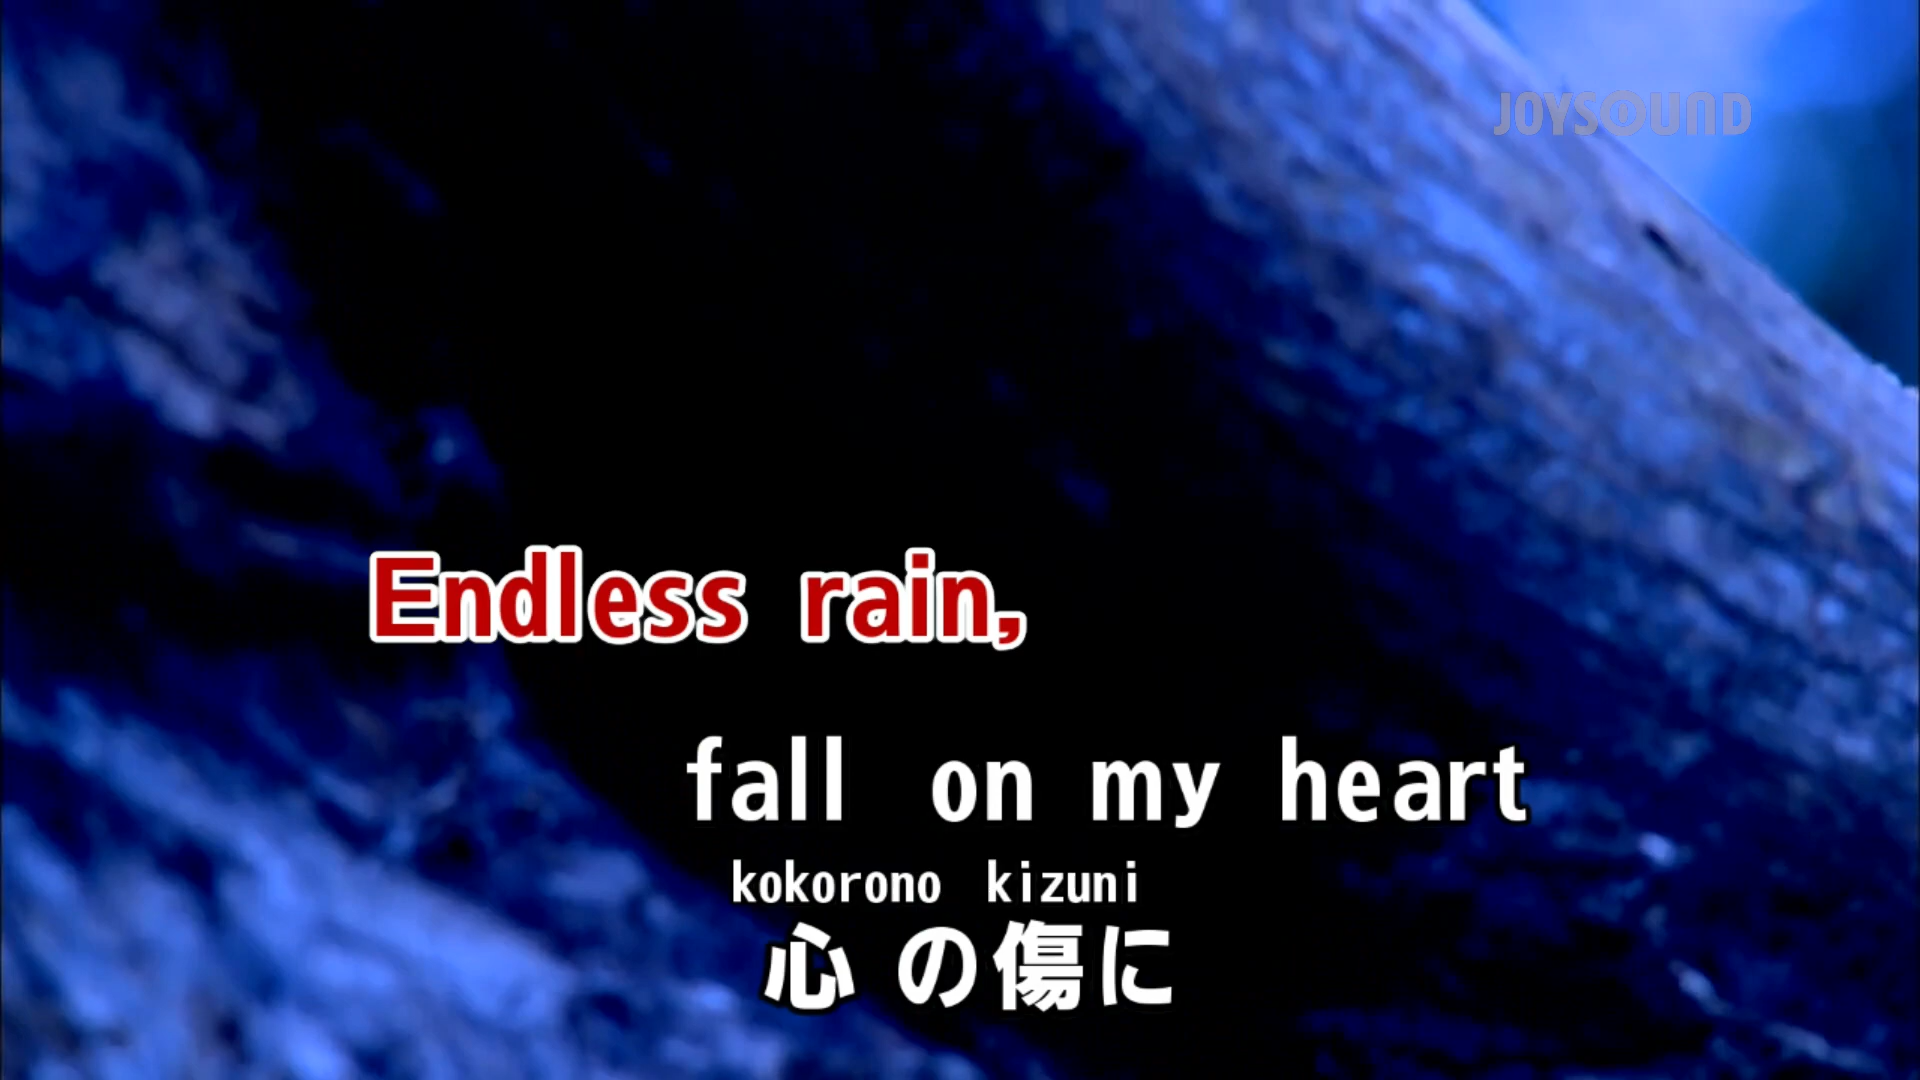 JOYSOUND
Endless rain,
fall on my heart
kokorono kizuni
心の傷に